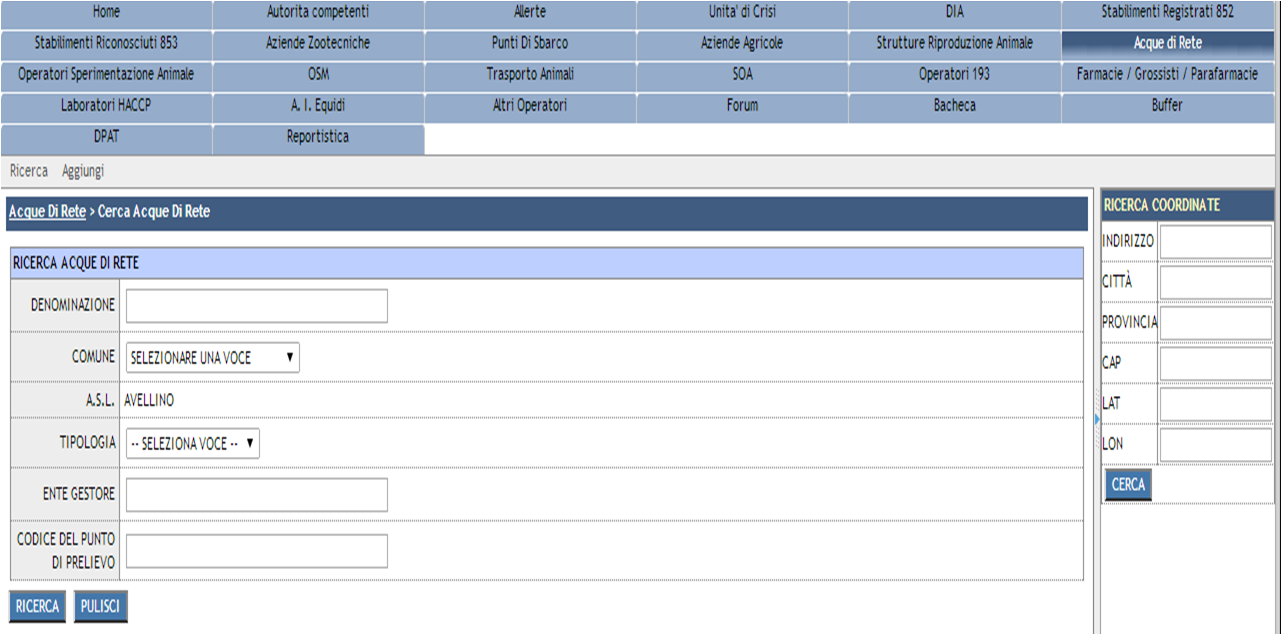 Home Autorita competenti Allerte Unita' di Crisi DIA Stabilimenti Registrati 852
Stabilimenti Riconosciuti 853 Aziende Zootecniche Punti Di Sbarco Aziende Agricole Strutture Riproduzione Animale Acque di Rete
Operatori Sperimentazione Animale OSM Trasporto Animali SOA Operatori 193 Farmacie / Grossisti / Parafarmacie
Laboratori HACCP A. I. Equidi Altri Operatori Forum Bacheca Buffer
DPAT Reportistica
Ricerca Aggiungi
Acque Di Rete > Cerca Acque Di Rete
RICERCA ACQUE DI RETE
DENOMINAZIONE
COMUNE SELEZIONARE UNA VOCE
A.S.L. AVELLINO
TIPOLOGIA -- SELEZIONA VOCE --
ENTE GESTORE
CODICE DEL PUNTO
DI PRELIEVO
RICERCA PULISCI
RICERCA COORDINATE
INDIRIZZO
CITTÀ
PROVINCIA
CAP
LAT
LON
CERCA